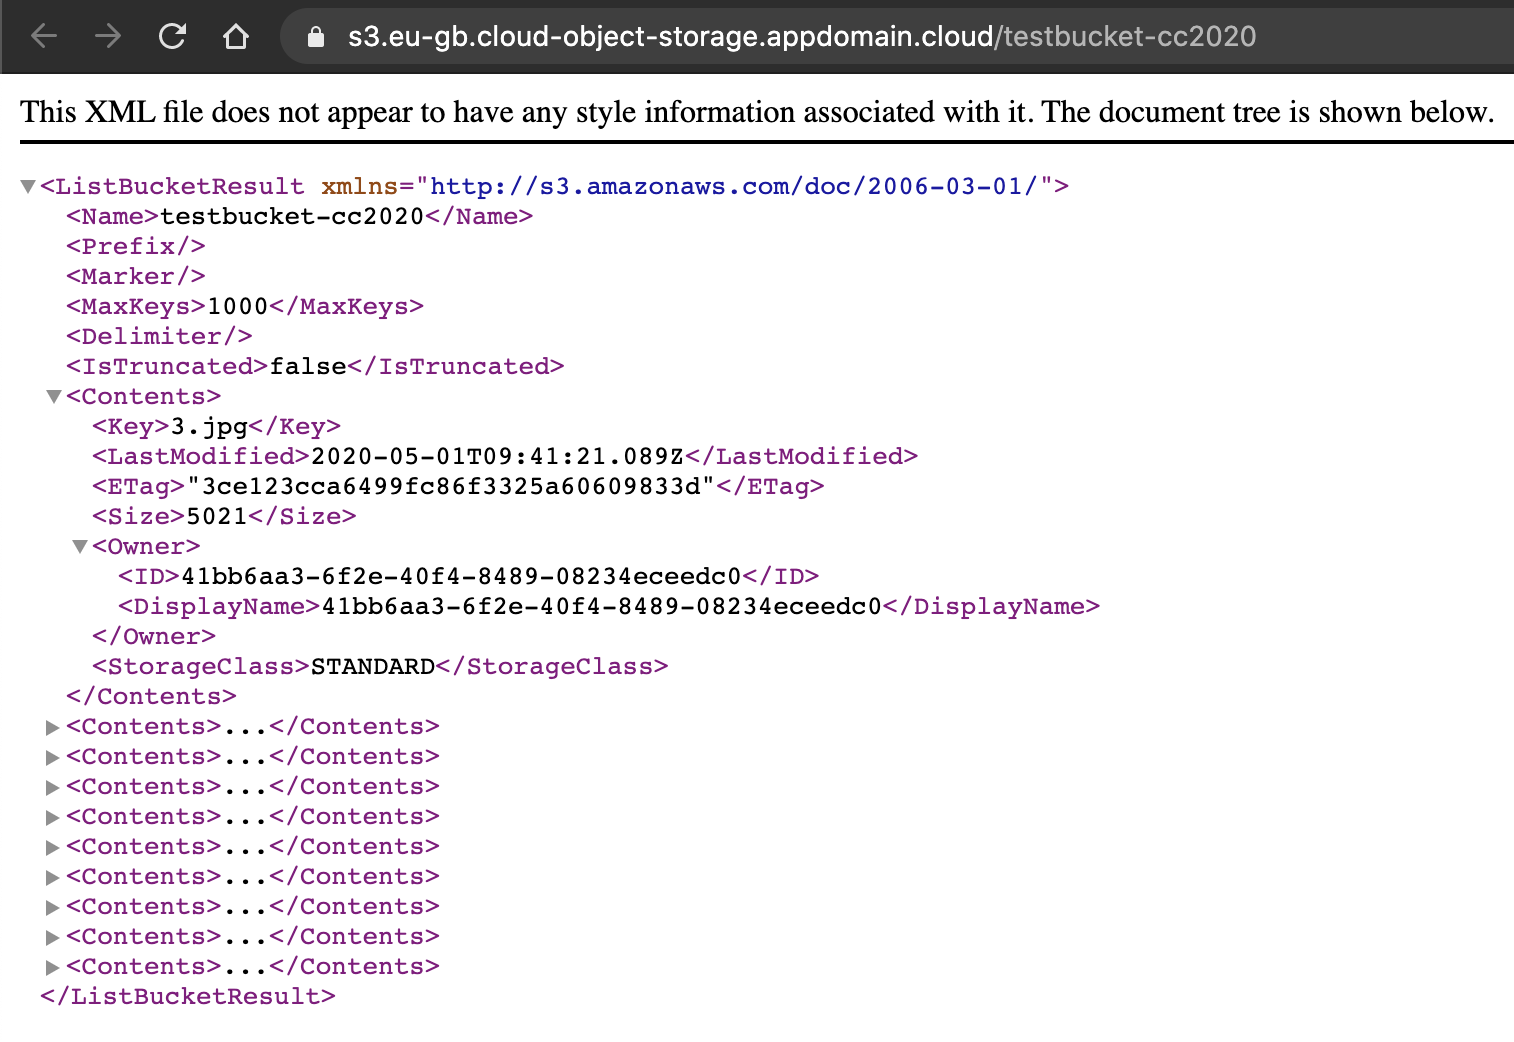 s3.eu-gb.cloud-object-storage.appdomain.cloud/testbucket-cc2020
This XML file does not appear to have any style information associated with it. The document tree is shown below.
<ListBucketResult xmlns="http://s3.amazonaws.com/doc/2006-03-01/">
<Name>testbucket-cc2020</Name>
<Prefix/>
<Marker/>
<MaxKeys>1000</MaxKeys>
<Delimiter/>
<IsTruncated>false</IsTruncated>
<Contents>
<Key>3.jpg</Key>
<LastModified>2020-05-01T09:41:21.089Z</LastModified>
<ETag>"3ce123cca6499fc86f3325a60609833d"</ETag>
<Size>5021</Size>
<Owner>
<ID>41bb6aa3-6f2e-40f4-8489-08234eceedc0</ID>
<DisplayName>41bb6aa3-6f2e-40f4-8489-08234eceedc0</DisplayName>
</Owner>
<StorageClass>STANDARD</StorageClass>
</Contents>
<Contents>...</Contents>
<Contents>...</Contents>
<Contents>...</Contents>
<Contents>...</Contents>
<Contents>...</Contents>
<Contents>...</Contents>
<Contents>...</Contents>
<Contents>...</Contents>
<Contents>...</Contents>
</ListBucketResult>